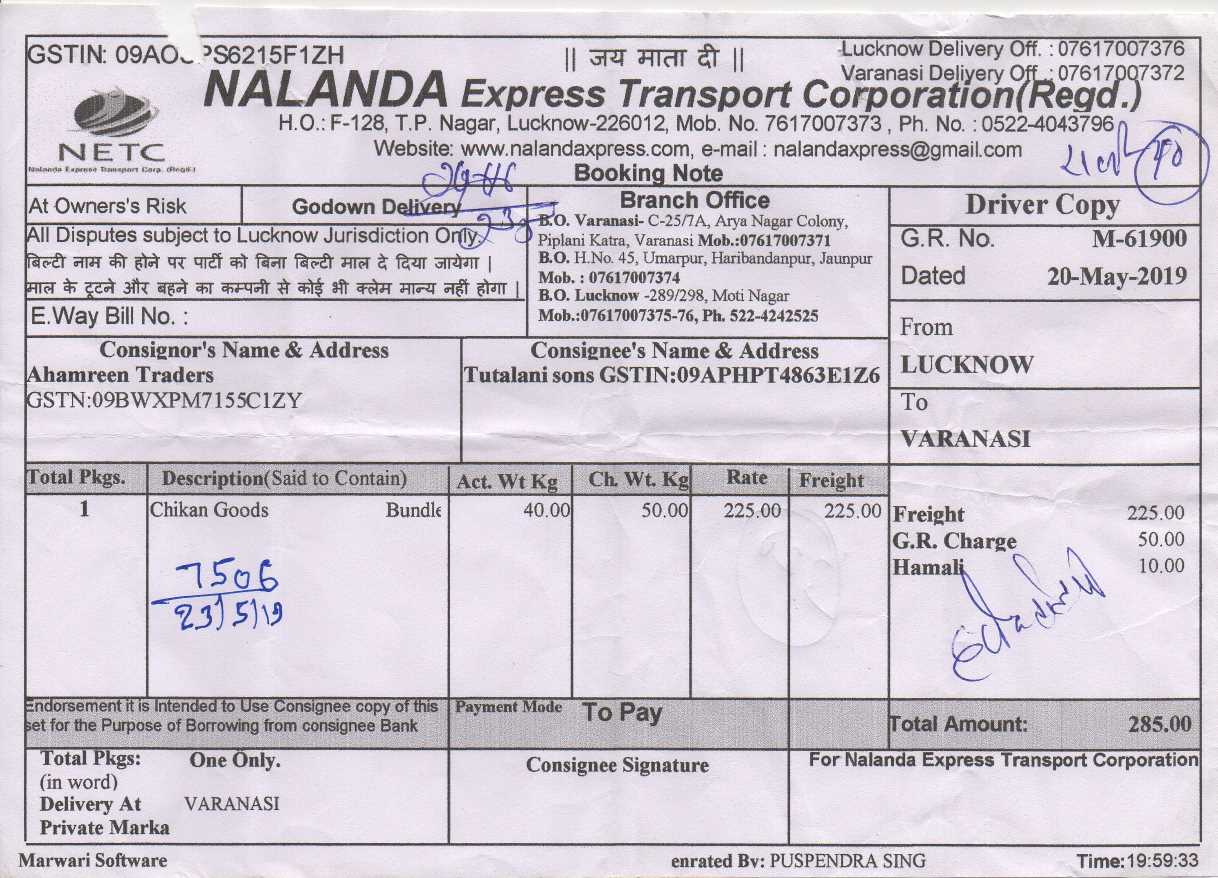 GSTIN: 09AO PS6215F1ZH
|| जय माता दी ||
Lucknow Delivery Off. : 07617007376
Varanasi Delivery Off. : 07617007372
NALANDA Express Transport Corporation(Regd.)
NETC
Nalanda Express Transport Corp. (Regd.)
H.O.: F-128, T.P. Nagar, Lucknow-226012, Mob. No. 7617007373 , Ph. No. : 0522-4043796
Website: www.nalandaxpress.com, e-mail : nalandaxpress@gmail.com
Booking Note
At Owners's Risk
Godown Delivery
All Disputes subject to Lucknow Jurisdiction Only.
बिल्टी नाम की होने पर पार्टी को बिना बिल्टी माल दे दिया जायेगा |
माल के टूटने और बहने का कम्पनी से कोई भी क्लेम मान्य नहीं होगा |
E.Way Bill No. :
Branch Office
B.O. Varanasi- C-25/7A, Arya Nagar Colony,
Piplani Katra, Varanasi Mob.:07617007371
B.O. H.No. 45, Umarpur, Haribandanpur, Jaunpur
Mob. : 07617007374
B.O. Lucknow -289/298, Moti Nagar
Mob.:07617007375-76, Ph. 522-4242525
Driver Copy
G.R. No. M-61900
Dated 20-May-2019
From
LUCKNOW
To
VARANASI
Consignor's Name & Address
Ahamreen Traders
GSTN:09BWXPM7155C1ZY
Consignee's Name & Address
Tutalani sons GSTIN:09APHPT4863E1Z6
Total Pkgs. Description(Said to Contain) Act. Wt Kg Ch. Wt. Kg Rate Freight
1 Chikan Goods Bundle 40.00 50.00 225.00 225.00
7506
23/5/19
Freight 225.00
G.R. Charge 50.00
Hamali 10.00
Endorsement it is Intended to Use Consignee copy of this
set for the Purpose of Borrowing from consignee Bank
Payment Mode To Pay
Total Amount: 285.00
Total Pkgs: One Only.
(in word)
Delivery At VARANASI
Private Marka
Consignee Signature
For Nalanda Express Transport Corporation
Marwari Software
enrated By: PUSPENDRA SING
Time:19:59:33